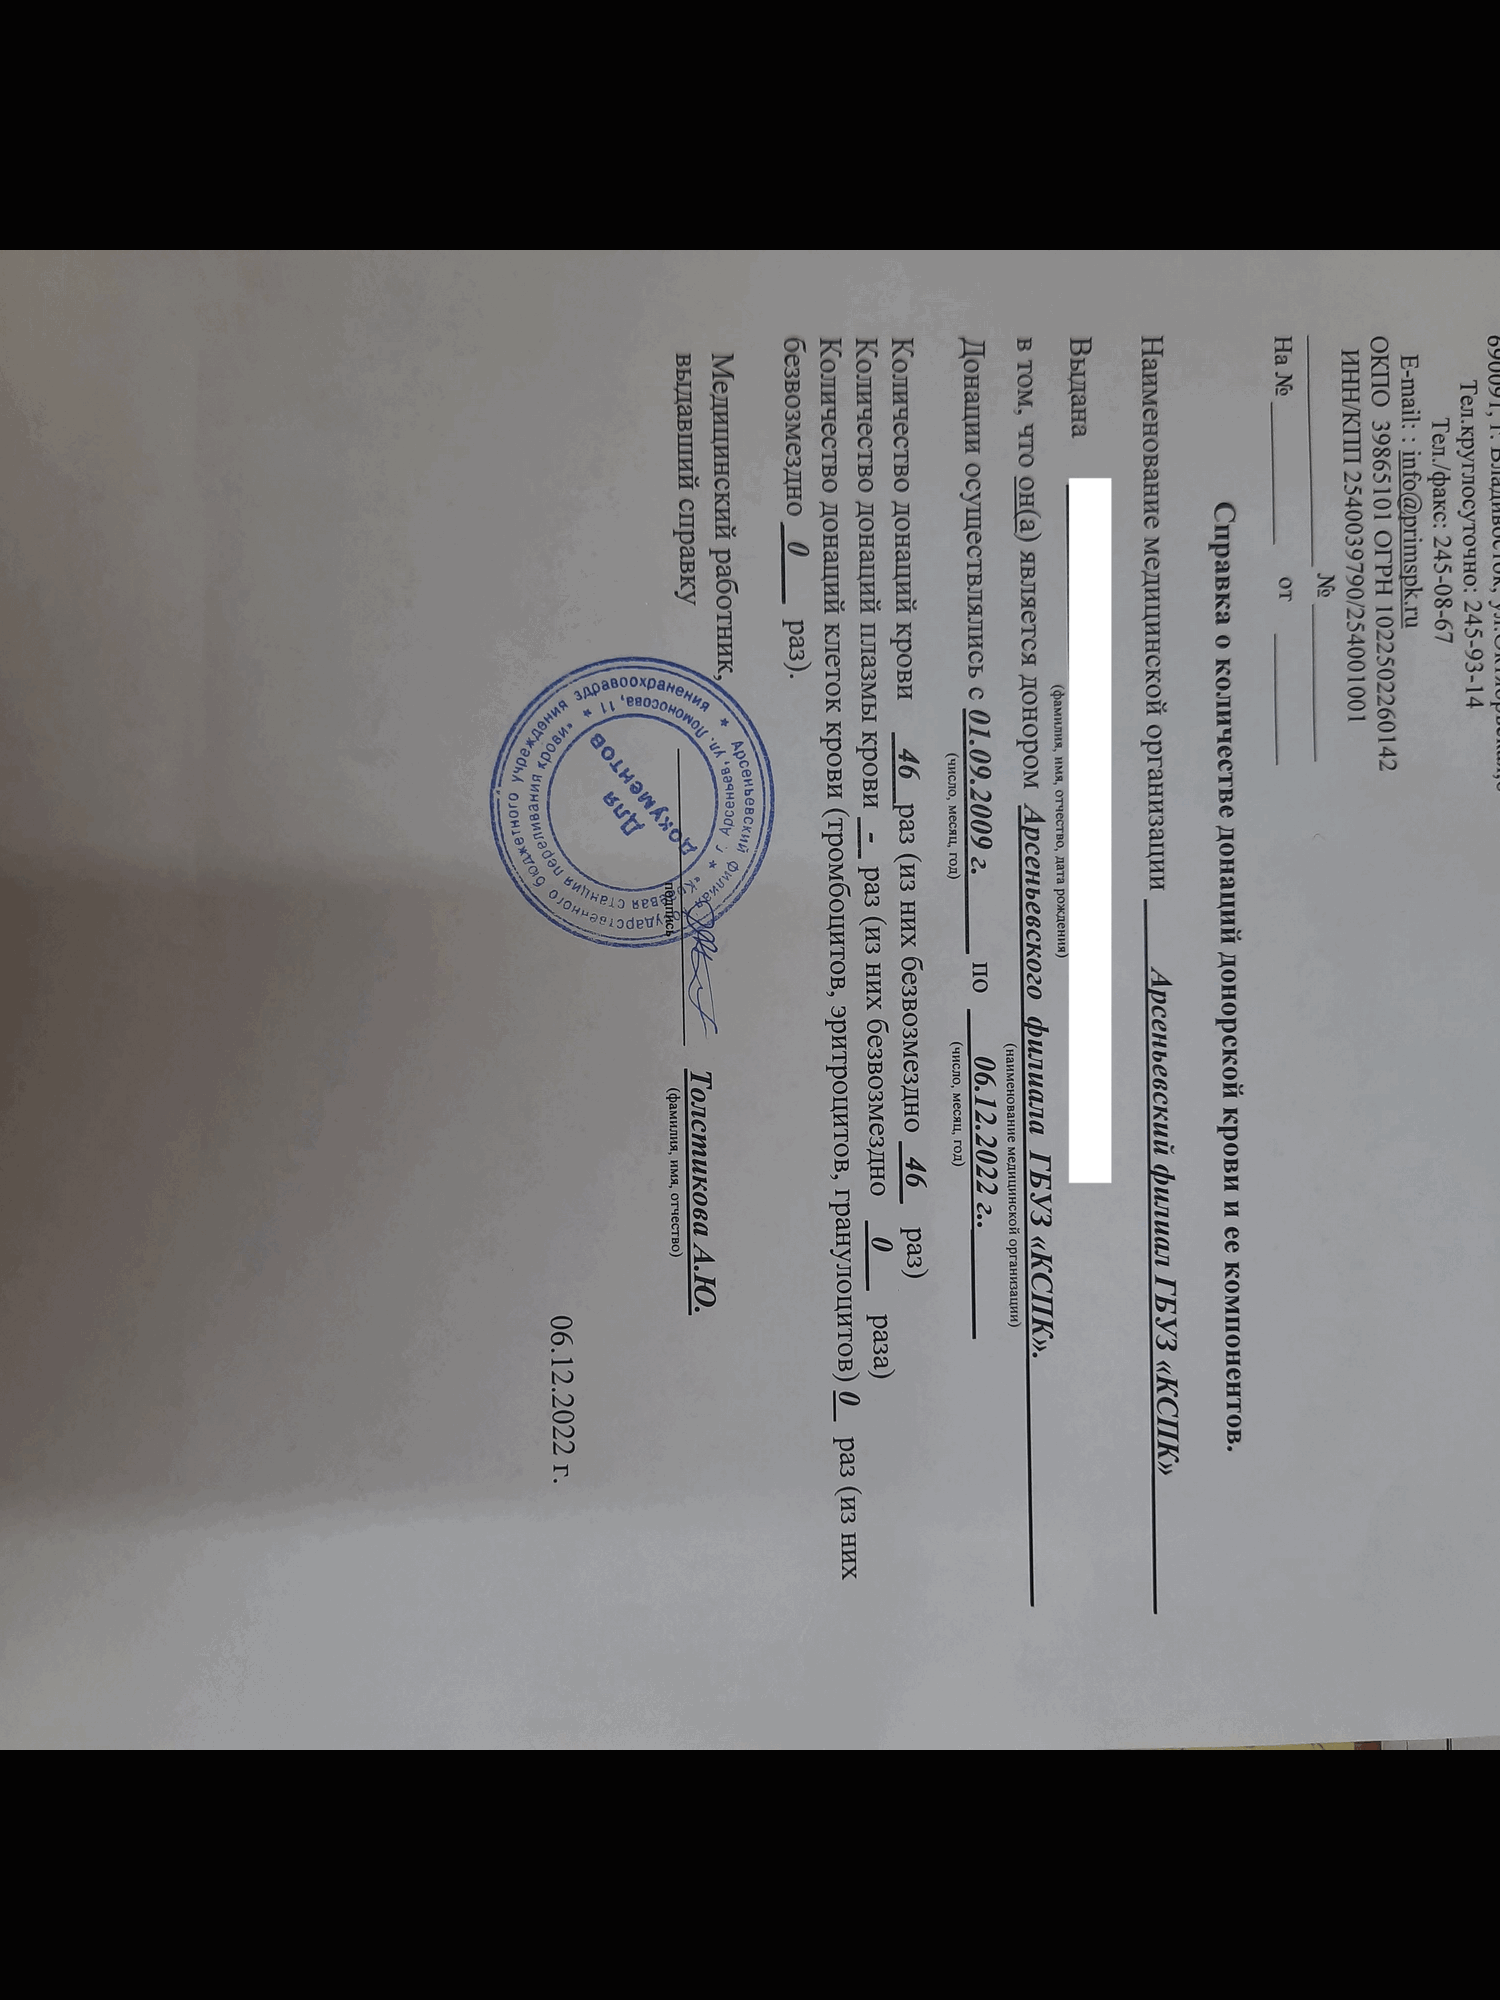 690091, г. Владивосток, ул. Октябрьская, 6
Тел.круглосуточно: 245-93-14
Тел./факс: 245-08-67
E-mail: : info@primspk.ru
ОКПО 39865101 ОГРН 1022502260142
ИНН/КПП 2540039790/254001001
№
На № от
Справка о количестве донаций донорской крови и ее компонентов.
Наименование медицинской организации Арсеньевский филиал ГБУЗ «КСПК»
Выдана
(фамилия, имя, отчество, дата рождения)
в том, что он(а) является донором Арсеньевского филиала ГБУЗ «КСПК».
(наименование медицинской организации)
Донации осуществлялись с 01.09.2009 г. по 06.12.2022 г..
(число, месяц, год) (число, месяц, год)
Количество донаций крови 46 раз (из них безвозмездно 46 раз)
Количество донаций плазмы крови - раз (из них безвозмездно 0 раза)
Количество донаций клеток крови (тромбоцитов, эритроцитов, гранулоцитов) 0 раз (из них
безвозмездно 0 раз).
Медицинский работник,
выдавший справку Толстикова А.Ю.
подпись (фамилия, имя, отчество)
Арсеньевский филиал государственного бюджетного учреждения здравоохранения
«Краевая станция переливания крови» * г. Арсеньев, ул. Ломоносова, 11 *
Для
документов
06.12.2022 г.